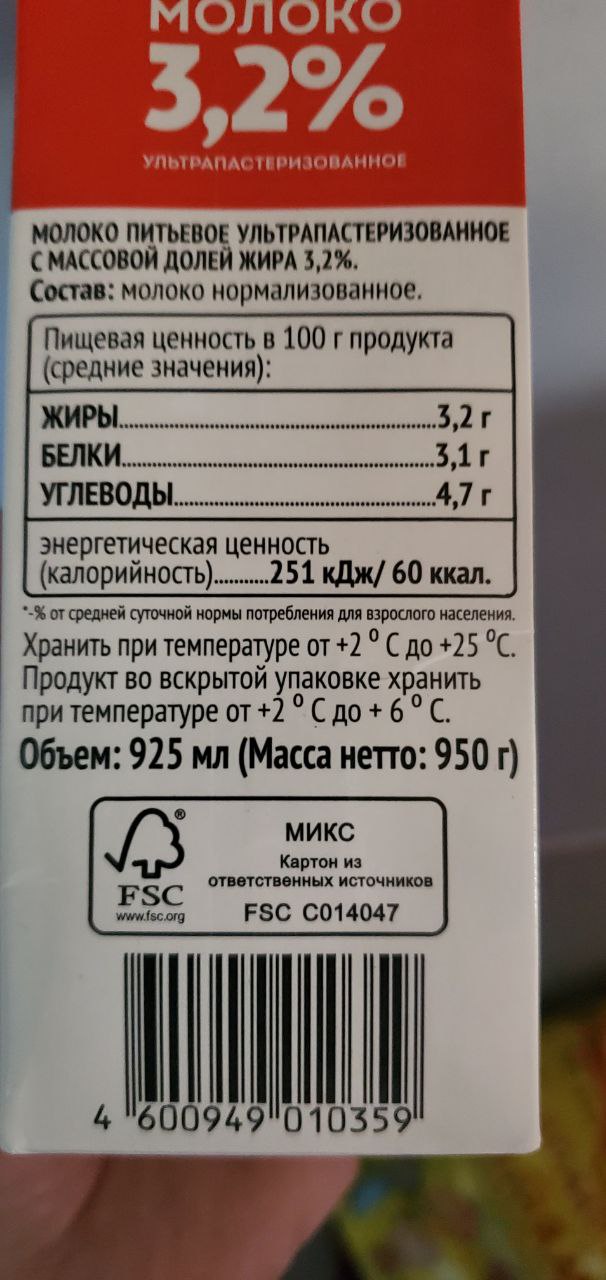 МОЛОКО
3,2%
УЛЬТРАПАСТЕРИЗОВАННОЕ
МОЛОКО ПИТЬЕВОЕ УЛЬТРАПАСТЕРИЗОВАННОЕ
С МАССОВОЙ ДОЛЕЙ ЖИРА 3,2%.
Состав: молоко нормализованное.
Пищевая ценность в 100 г продукта
(средние значения):
ЖИРЫ..........3,2 г
БЕЛКИ..........3,1 г
УГЛЕВОДЫ..........4,7 г
энергетическая ценность
(калорийность)..........251 кДж/ 60 ккал.
*-% от средней суточной нормы потребления для взрослого населения.
Хранить при температуре от +2 ⁰ С до +25 ⁰С.
Продукт во вскрытой упаковке хранить
при температуре от +2 ⁰ С до + 6 ⁰ С.
Объем: 925 мл (Масса нетто: 950 г)
®
FSC
www.fsc.org
МИКС
Картон из
ответственных источников
FSC C014047
4 600949 010359